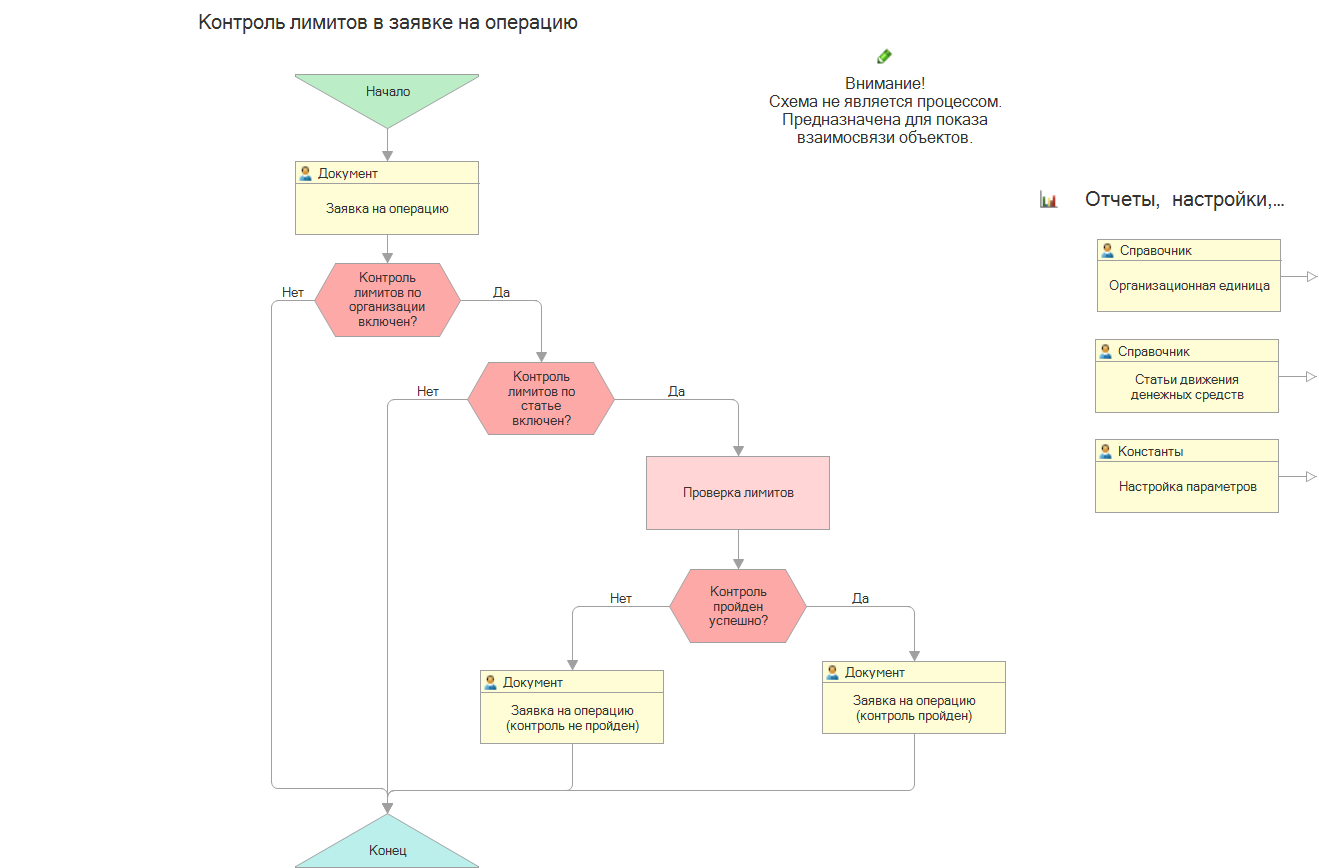 Контроль лимитов в заявке на операцию
Внимание!
Схема не является процессом.
Предназначена для показа
взаимосвязи объектов.
Начало
Документ
Заявка на операцию
Отчеты, настройки,...
Справочник
Организационная единица
Контроль
лимитов по
организации
включен?
Нет
Да
Справочник
Статьи движения
денежных средств
Контроль
лимитов по
статье
включен?
Нет
Да
Константы
Настройка параметров
Проверка лимитов
Контроль
пройден
успешно?
Нет
Да
Документ
Заявка на операцию
(контроль не пройден)
Документ
Заявка на операцию
(контроль пройден)
Конец